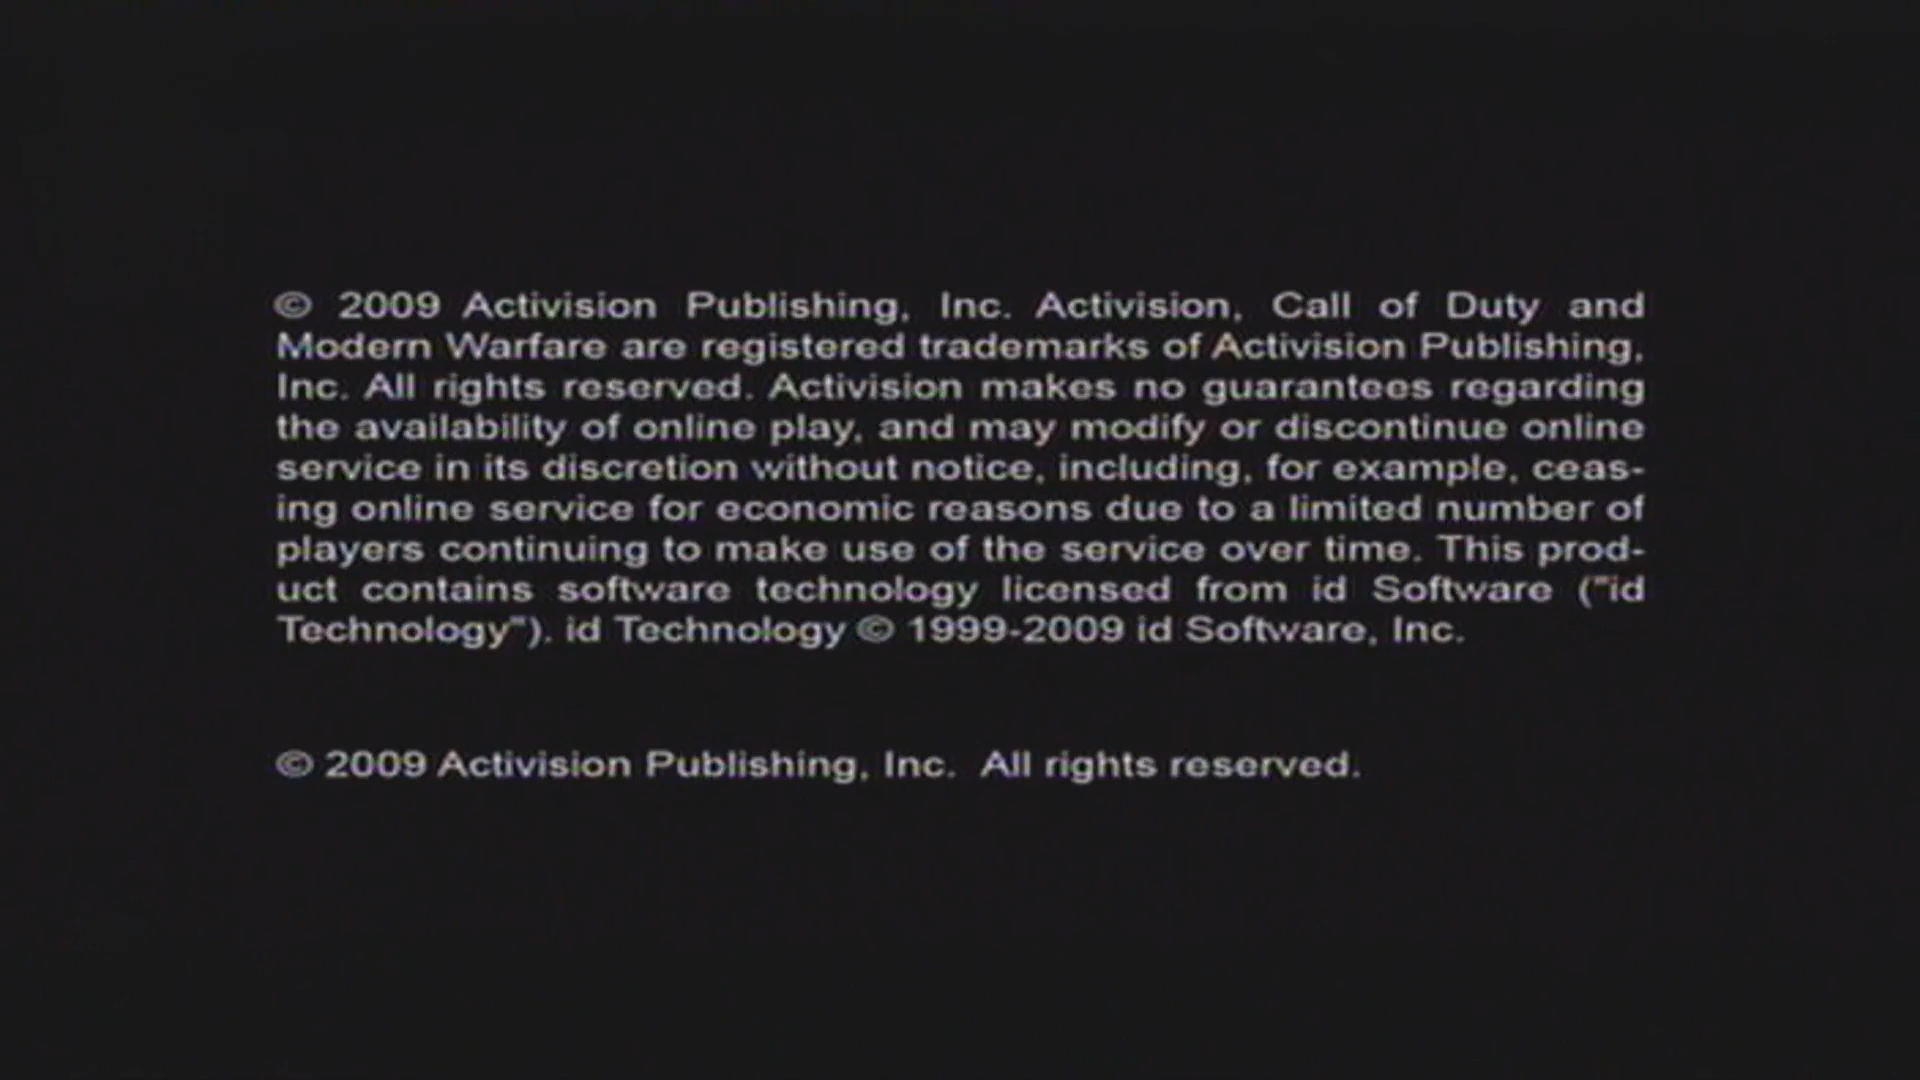 © 2009 Activision Publishing, Inc. Activision, Call of Duty and
Modern Warfare are registered trademarks of Activision Publishing,
Inc. All rights reserved. Activision makes no guarantees regarding
the availability of online play, and may modify or discontinue online
service in its discretion without notice, including, for example, ceas-
ing online service for economic reasons due to a limited number of
players continuing to make use of the service over time. This prod-
uct contains software technology licensed from id Software ("id
Technology"). id Technology © 1999-2009 id Software, Inc.
© 2009 Activision Publishing, Inc.  All rights reserved.